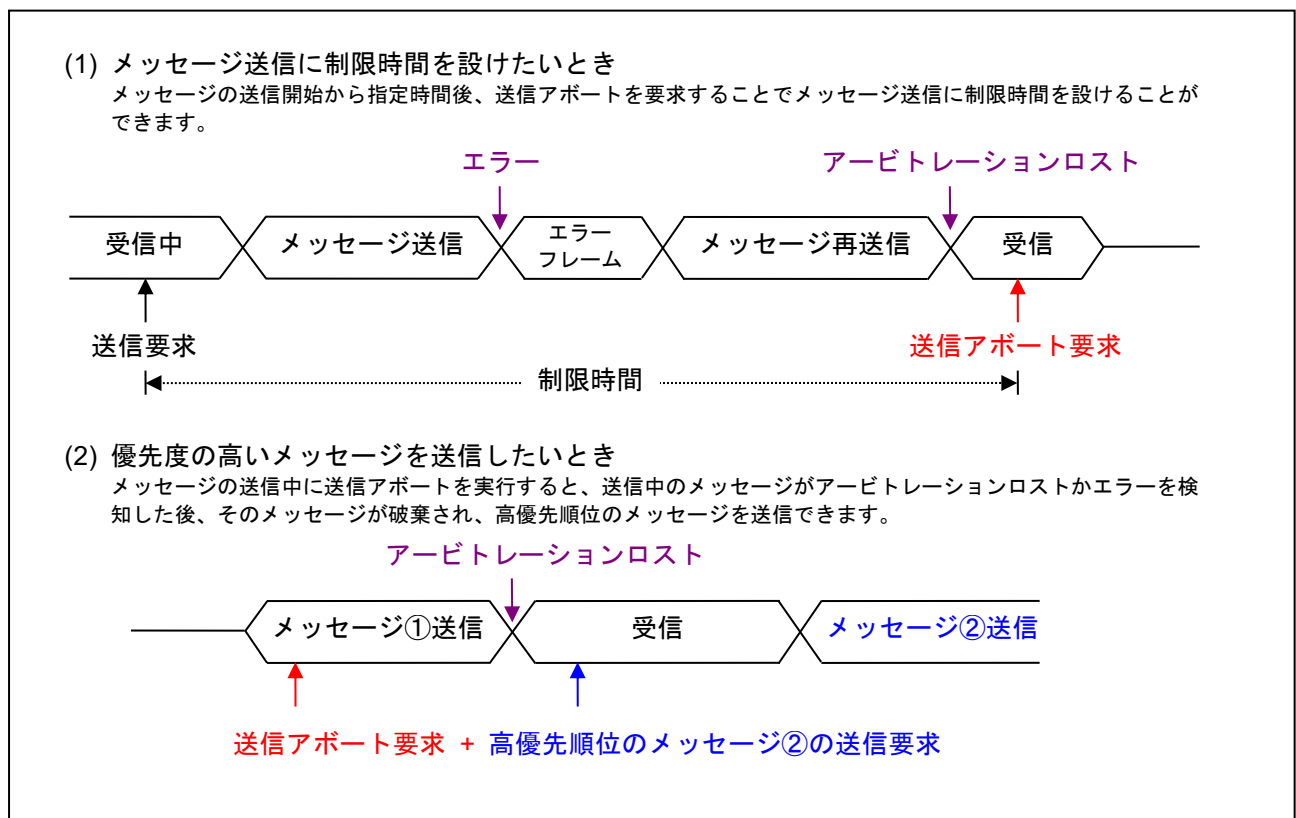 (1) メッセージ送信に制限時間を設けたいとき
メッセージの送信開始から指定時間後、送信アボートを要求することでメッセージ送信に制限時間を設けることが
できます。
エラー
アービトレーションロスト
受信中
メッセージ送信
エラー
フレーム
メッセージ再送信
受信
送信要求
送信アボート要求
制限時間
(2) 優先度の高いメッセージを送信したいとき
メッセージの送信中に送信アボートを実行すると、送信中のメッセージがアービトレーションロストかエラーを検
知した後、そのメッセージが破棄され、高優先順位のメッセージを送信できます。
アービトレーションロスト
メッセージ①送信
受信
メッセージ②送信
送信アボート要求 + 高優先順位のメッセージ②の送信要求